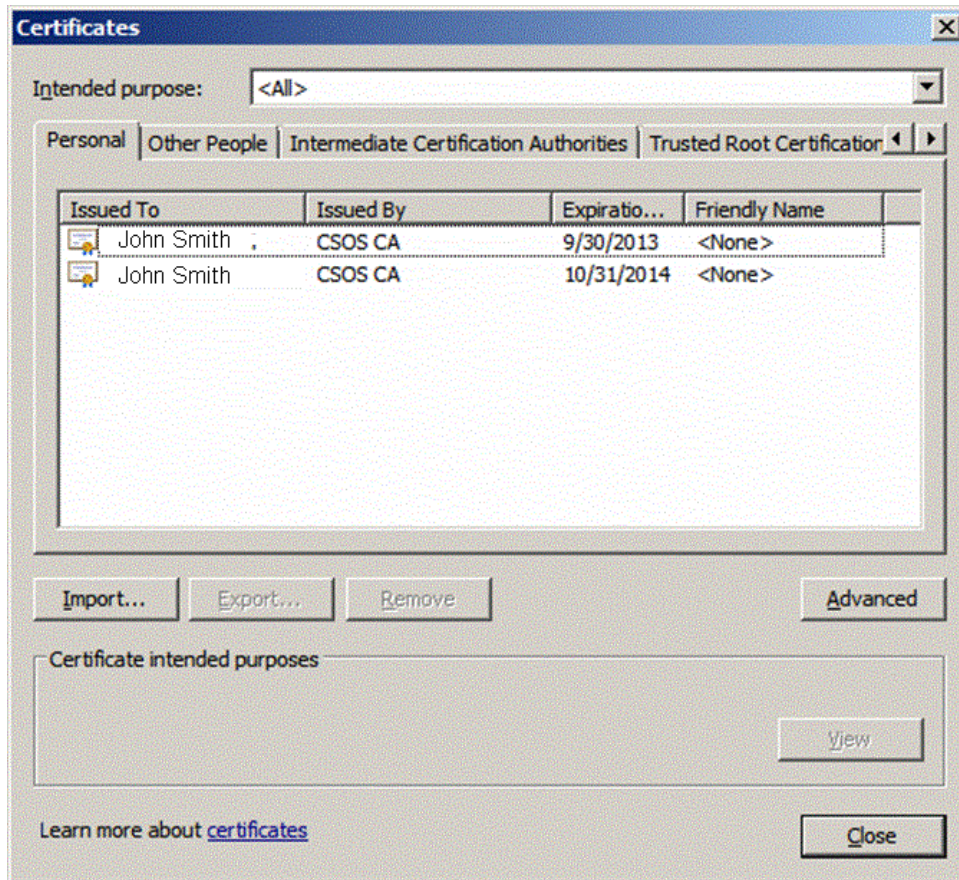 Certificates
Intended purpose: <All>
Personal Other People Intermediate Certification Authorities Trusted Root Certification
Issued To Issued By Expiratio... Friendly Name
John Smith , CSOS CA 9/30/2013 <None>
John Smith CSOS CA 10/31/2014 <None>
Import... Export... Remove Advanced
Certificate intended purposes
View
Learn more about certificates
Close